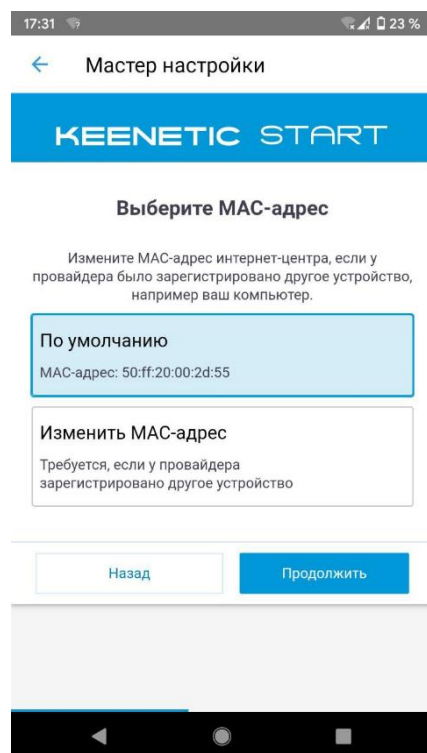 17:31 23 %
Мастер настройки
KEENETIC START
Выберите MAC-адрес
Измените MAC-адрес интернет-центра, если у
провайдера было зарегистрировано другое устройство,
например ваш компьютер.
По умолчанию
MAC-адрес: 50:ff:20:00:2d:55
Изменить MAC-адрес
Требуется, если у провайдера
зарегистрировано другое устройство
Назад Продолжить